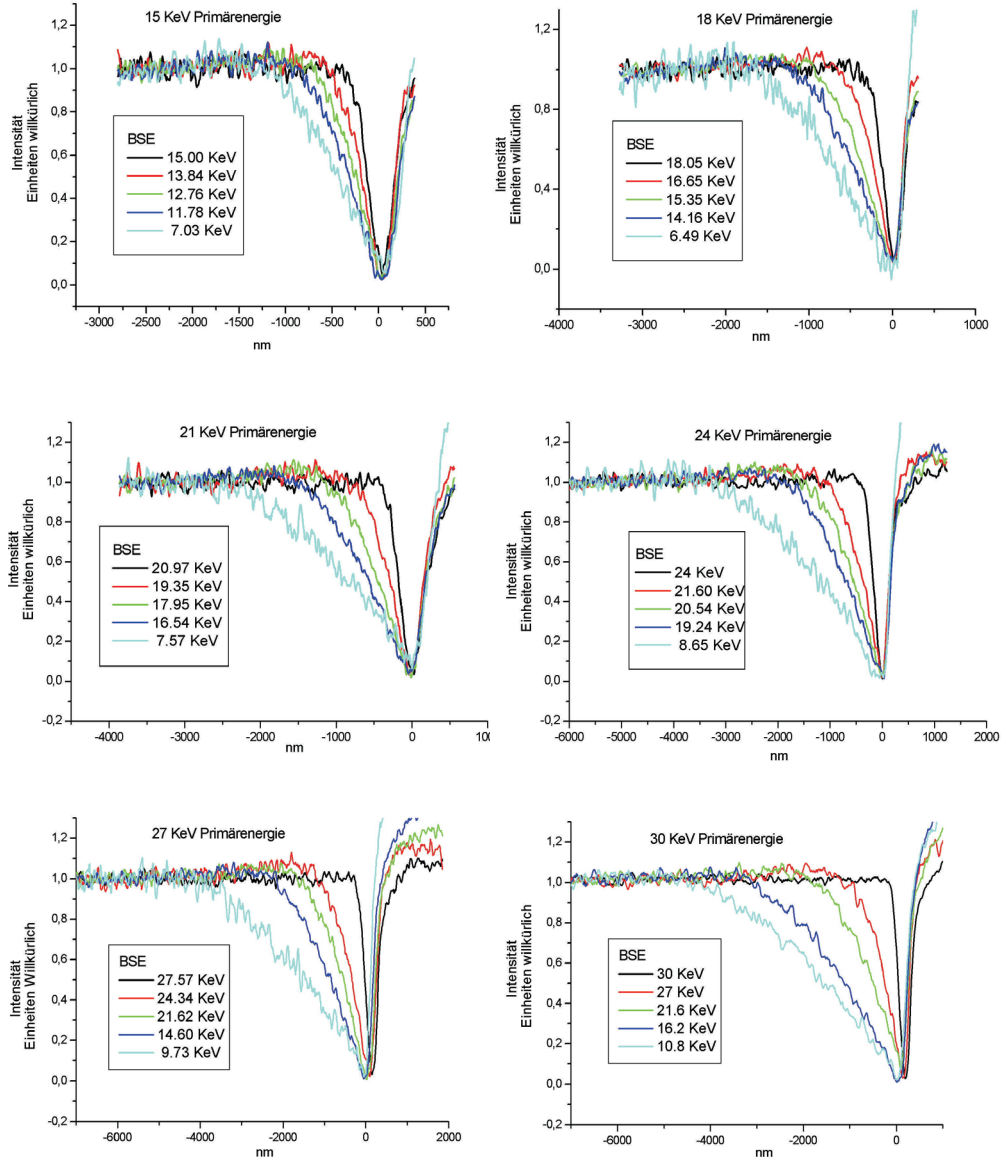 15 KeV Primärenergie
Intensität
Einheiten willkürlich
1,2
1,0
0,8
0,6
0,4
0,2
0,0
BSE
15.00 KeV
13.84 KeV
12.76 KeV
11.78 KeV
7.03 KeV
-3000 -2500 -2000 -1500 -1000 -500 0 500
nm
18 KeV Primärenergie
Intensität
Einheiten willkürlich
1,2
0,8
0,4
0,0
BSE
18.05 KeV
16.65 KeV
15.35 KeV
14.16 KeV
6.49 KeV
-4000 -3000 -2000 -1000 0 1000
nm
21 KeV Primärenergie
Intensität
Einheiten willkürlich
1,2
1,0
0,8
0,6
0,4
0,2
0,0
-0,2
BSE
20.97 KeV
19.35 KeV
17.95 KeV
16.54 KeV
7.57 KeV
-4000 -3000 -2000 -1000 0 10
nm
24 KeV Primärenergie
Intensität
Einheiten willkürlich
1,2
1,0
0,8
0,6
0,4
0,2
0,0
-0,2
BSE
24 KeV
21.60 KeV
20.54 KeV
19.24 KeV
8.65 KeV
-6000 -5000 -4000 -3000 -2000 -1000 0 1000 2000
nm
27 KeV Primärenergie
Intensität
Einheiten Willkürlich
1,2
1,0
0,8
0,6
0,4
0,2
0,0
-0,2
BSE
27.57 KeV
24.34 KeV
21.62 KeV
14.60 KeV
9.73 KeV
-6000 -4000 -2000 0 2000
nm
30 KeV Primärenergie
Intensität
Einheiten willkürlich
1,2
1,0
0,8
0,6
0,4
0,2
0,0
-0,2
BSE
30 KeV
27 KeV
21.6 KeV
16.2 KeV
10.8 KeV
-6000 -4000 -2000 0
nm